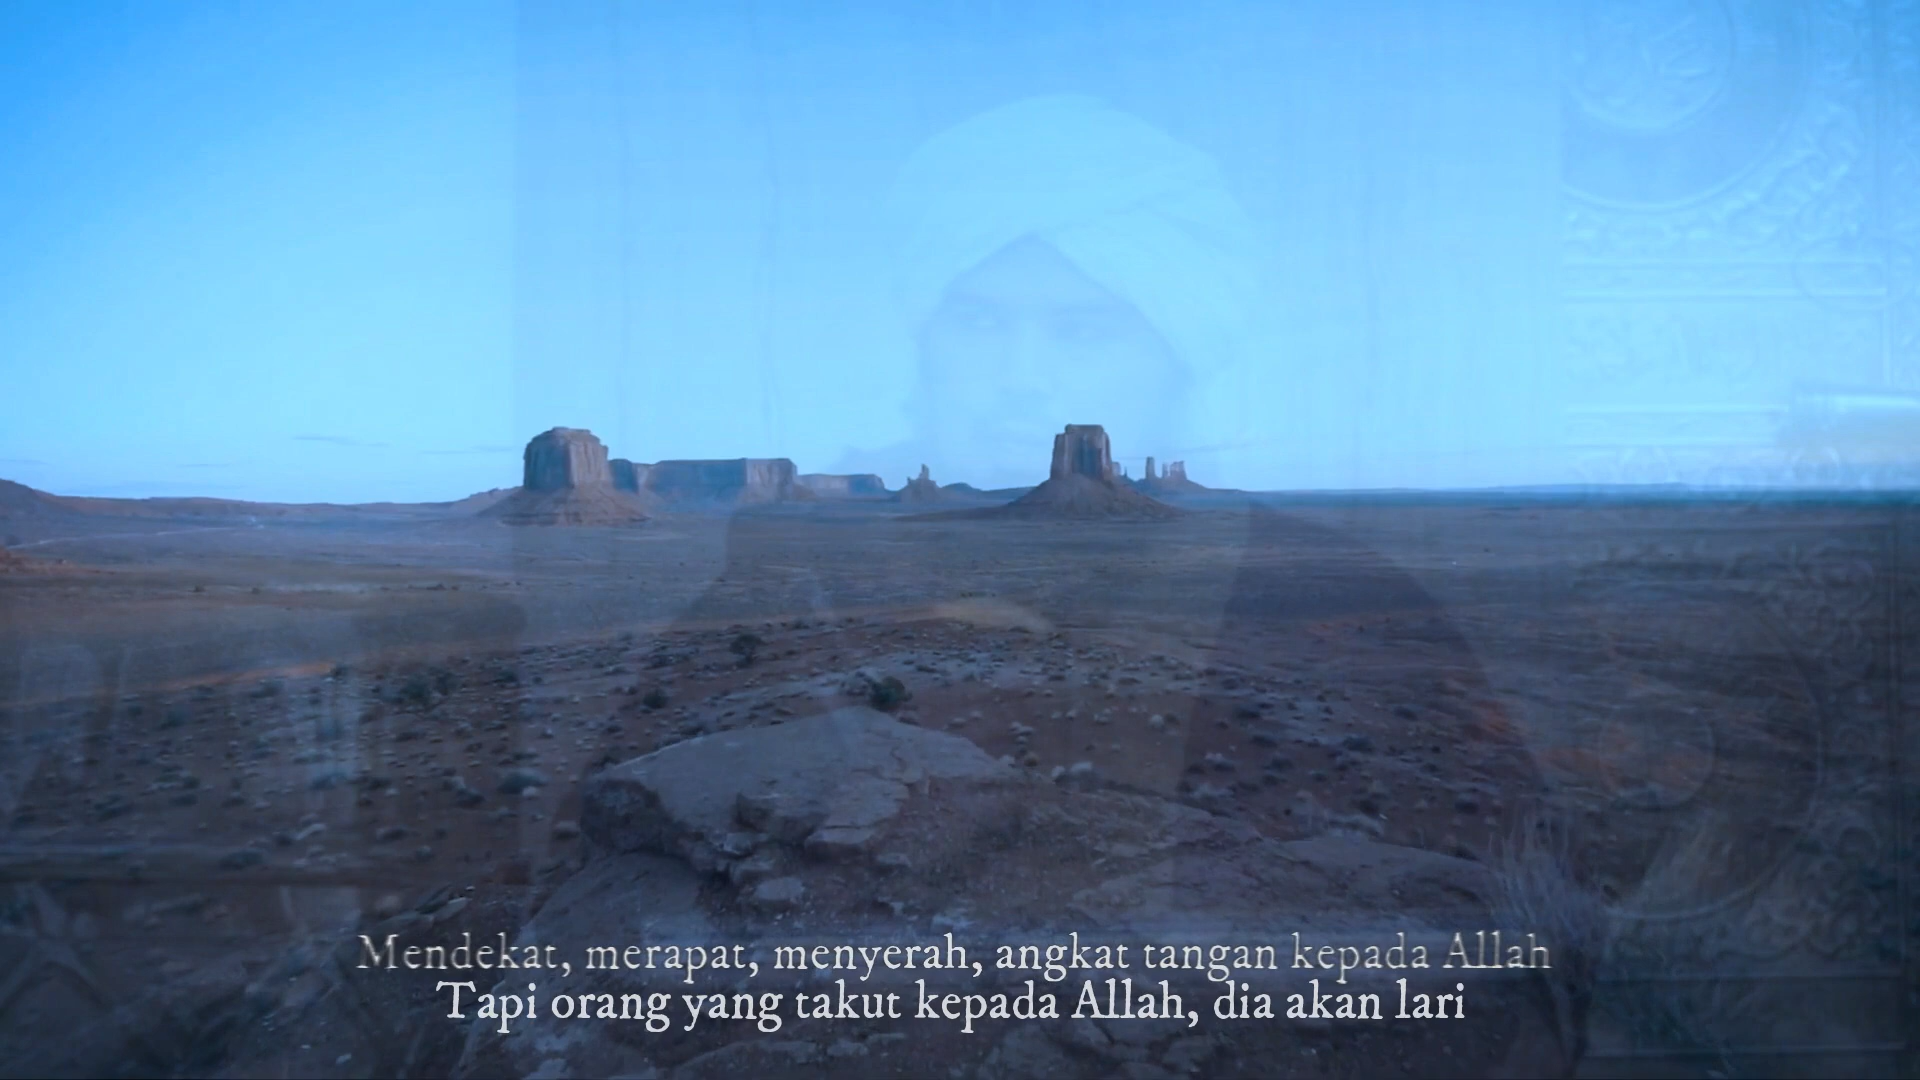 Mendekat, merapat, menyerah, angkat tangan kepada Allah
Tapi orang yang takut kepada Allah, dia akan lari